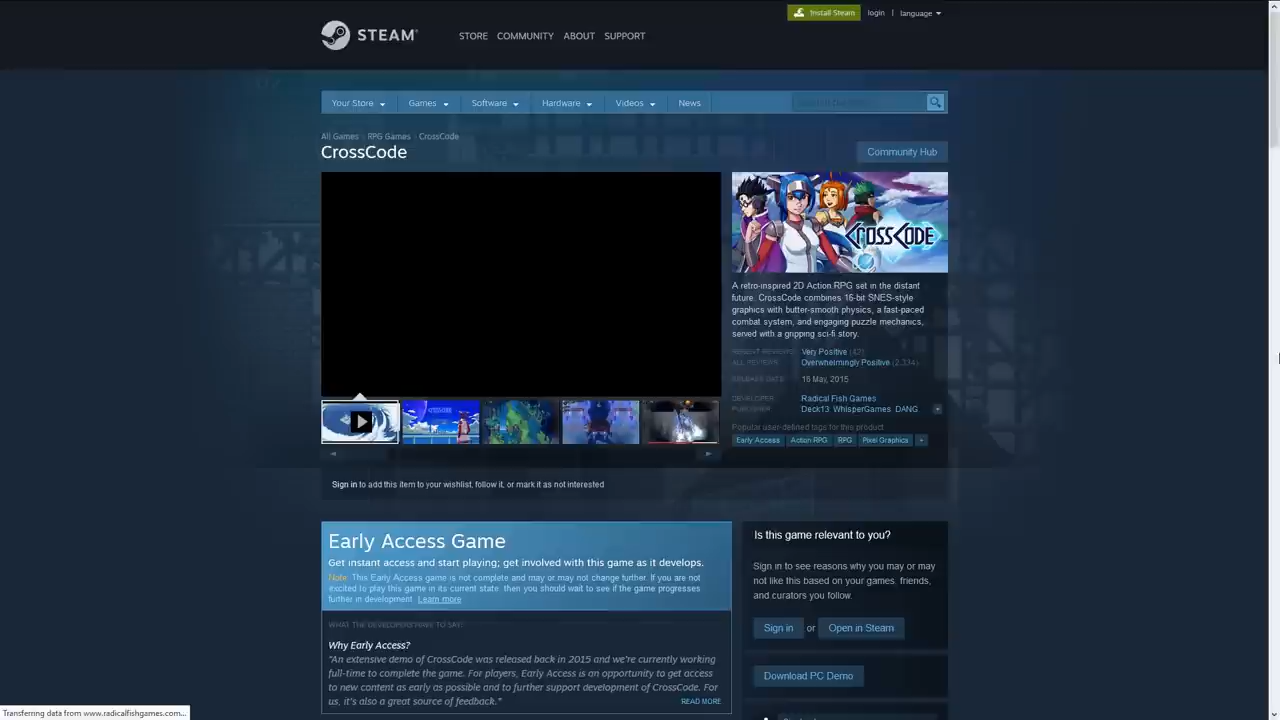 Install Steam login | language
STEAM
STORE COMMUNITY ABOUT SUPPORT
Your Store Games Software Hardware Videos News
All Games RPG Games CrossCode
CrossCode
Community Hub
CROSSCODE
A retro-inspired 2D Action RPG set in the distant
future. CrossCode combines 16-bit SNES-style
graphics with butter-smooth physics, a fast-paced
combat system, and engaging puzzle mechanics,
served with a gripping sci-fi story.
RECENT REVIEWS: Very Positive
ALL REVIEWS: Overwhelmingly Positive
RELEASE DATE: 16 May, 2015
DEVELOPER: Radical Fish Games
PUBLISHER: Deck13 WhisperGames DANG
Popular user-defined tags for this product
Early Access Action RPG RPG Pixel Graphics +
Sign in to add this item to your wishlist, follow it, or mark it as not interested
Early Access Game
Get instant access and start playing; get involved with this game as it develops.
Note: This Early Access game is not complete and may or may not change further. If you are not
excited to play this game in its current state, then you should wait to see if the game progresses
further in development. Learn more
WHAT THE DEVELOPERS HAVE TO SAY:
Why Early Access?
"An extensive demo of CrossCode was released back in 2015 and we're currently working
full-time to complete the game. For players, Early Access is an opportunity to get access
to new content as early as possible and to further support development of CrossCode. For
us, it's also a great source of feedback."
READ MORE
Is this game relevant to you?
Sign in to see reasons why you may or may
not like this based on your games, friends,
and curators you follow.
Sign in or Open in Steam
Download PC Demo
Transferring data from www.radicalfishgames.com...